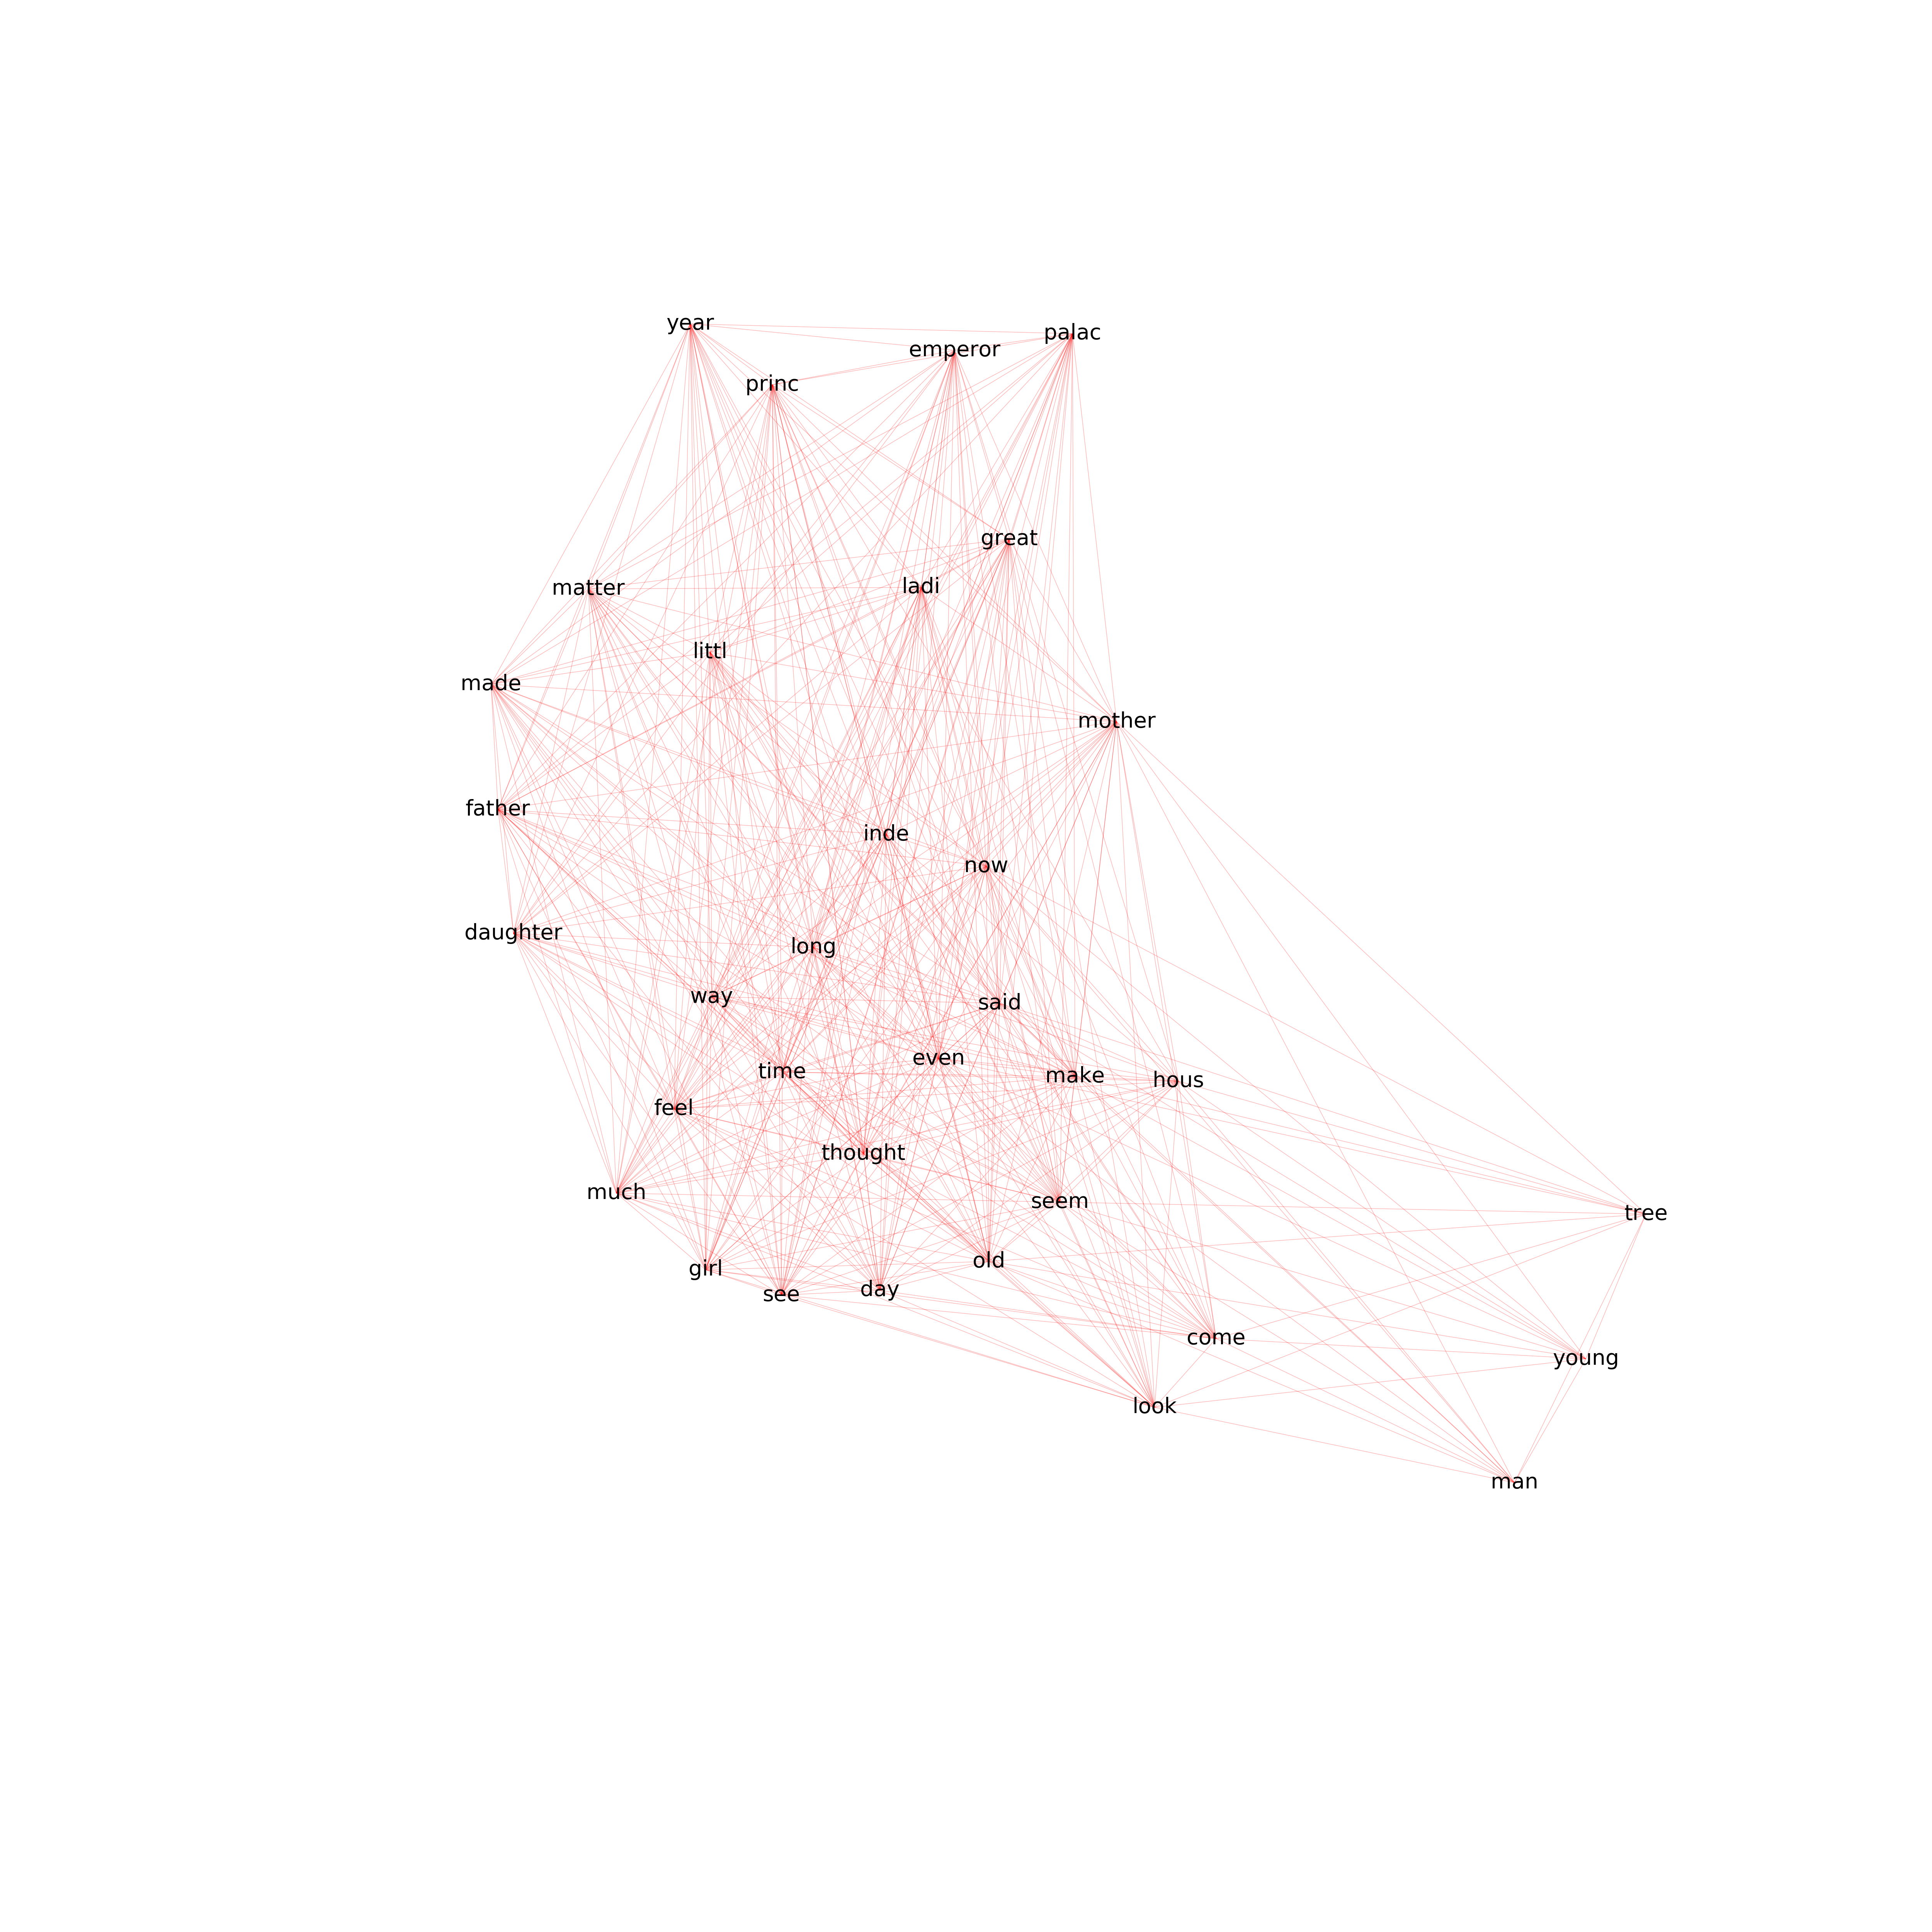 year
palac
emperor
princ
great
matter
ladi
littl
made
mother
father
inde
now
daughter
long
way
said
even
time
make
hous
feel
thought
much
seem
tree
old
girl
day
see
come
young
look
man